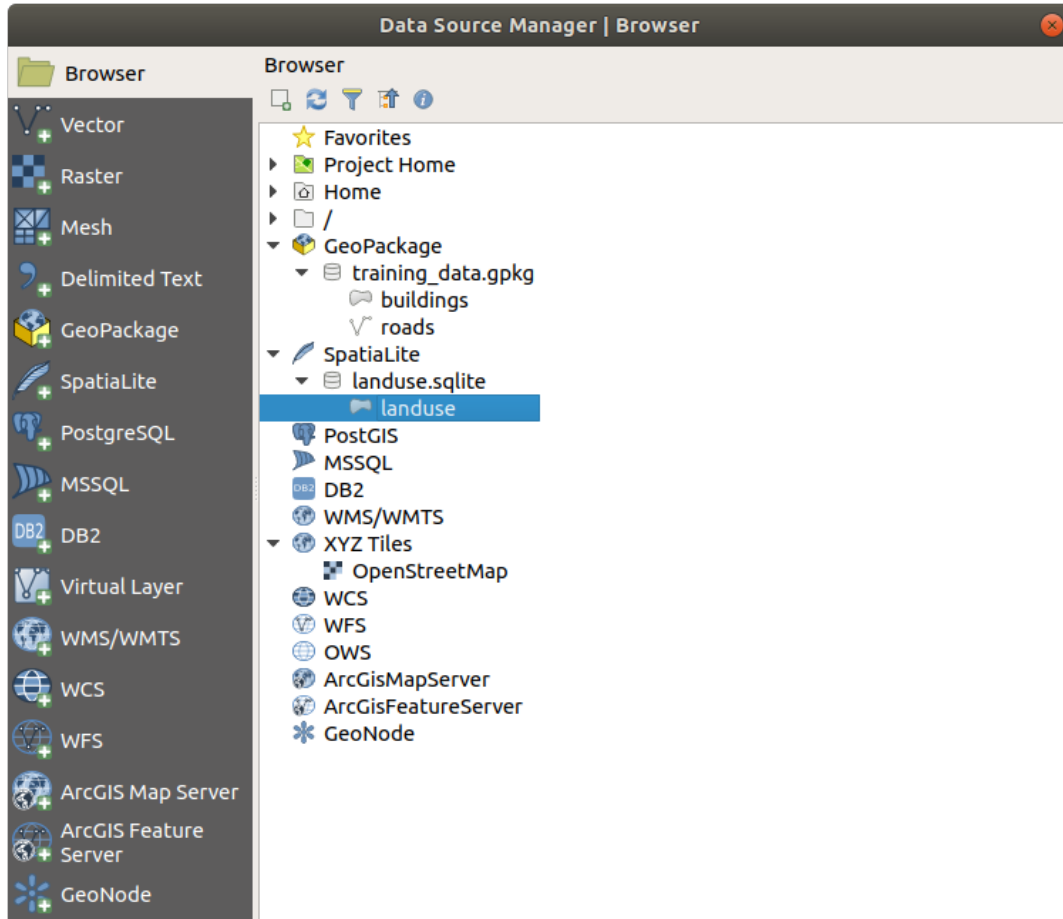 Data Source Manager | Browser
Browser
Vector
Raster
Mesh
Delimited Text
GeoPackage
SpatiaLite
PostgreSQL
MSSQL
DB2
DB2
Virtual Layer
WMS/WMTS
WCS
WFS
ArcGIS Map Server
ArcGIS Feature
Server
GeoNode
Browser
Favorites
Project Home
Home
/
GeoPackage
training_data.gpkg
buildings
roads
SpatiaLite
landuse.sqlite
landuse
PostGIS
MSSQL
DB2 DB2
WMS/WMTS
XYZ Tiles
OpenStreetMap
WCS
WFS
OWS
ArcGisMapServer
ArcGisFeatureServer
GeoNode